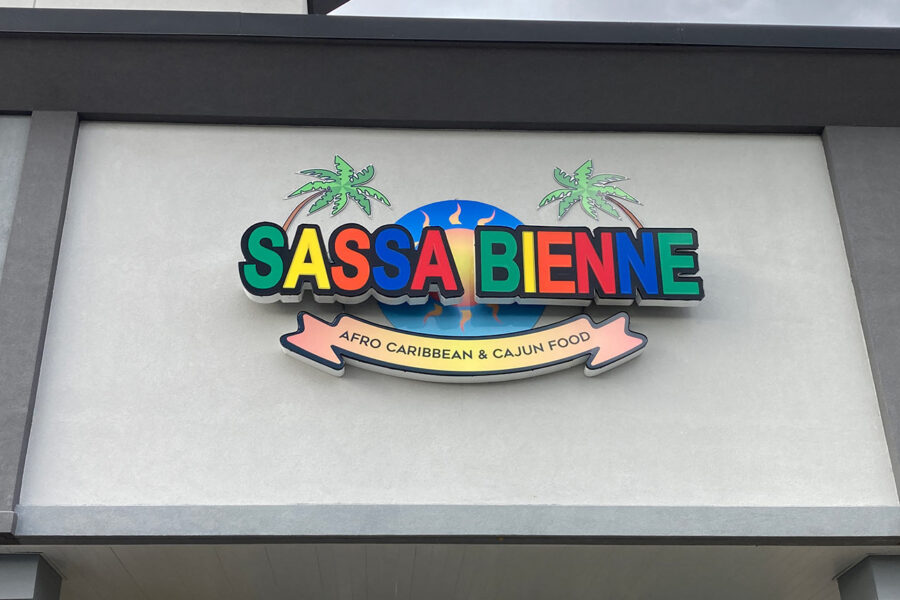 SASSA BIENNE
AFRO CARIBBEAN & CAJUN FOOD